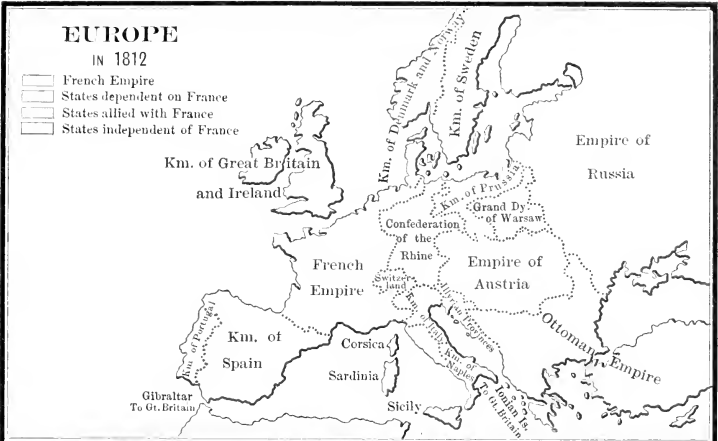 EUROPE
IN 1812
French Empire
States dependent on France
States allied with France
States independent of France
Km. of Denmark and Norway
Km. of Sweden
Empire of
Russia
Km. of Great Britain
and Ireland
Km. of Prussia
Grand Dy.
of Warsaw
Confederation
of the
Rhine
French
Empire
Empire of
Austria
Switzer
land
Illyrian Provinces
Km. of Italy
Km. of
Naples
Ottoman Empire
Km. of Portugal
Km. of
Spain
Corsica
Sardinia
Sicily
Ionian Is.
To Gt. Britain
Gibraltar
To Gt. Britain